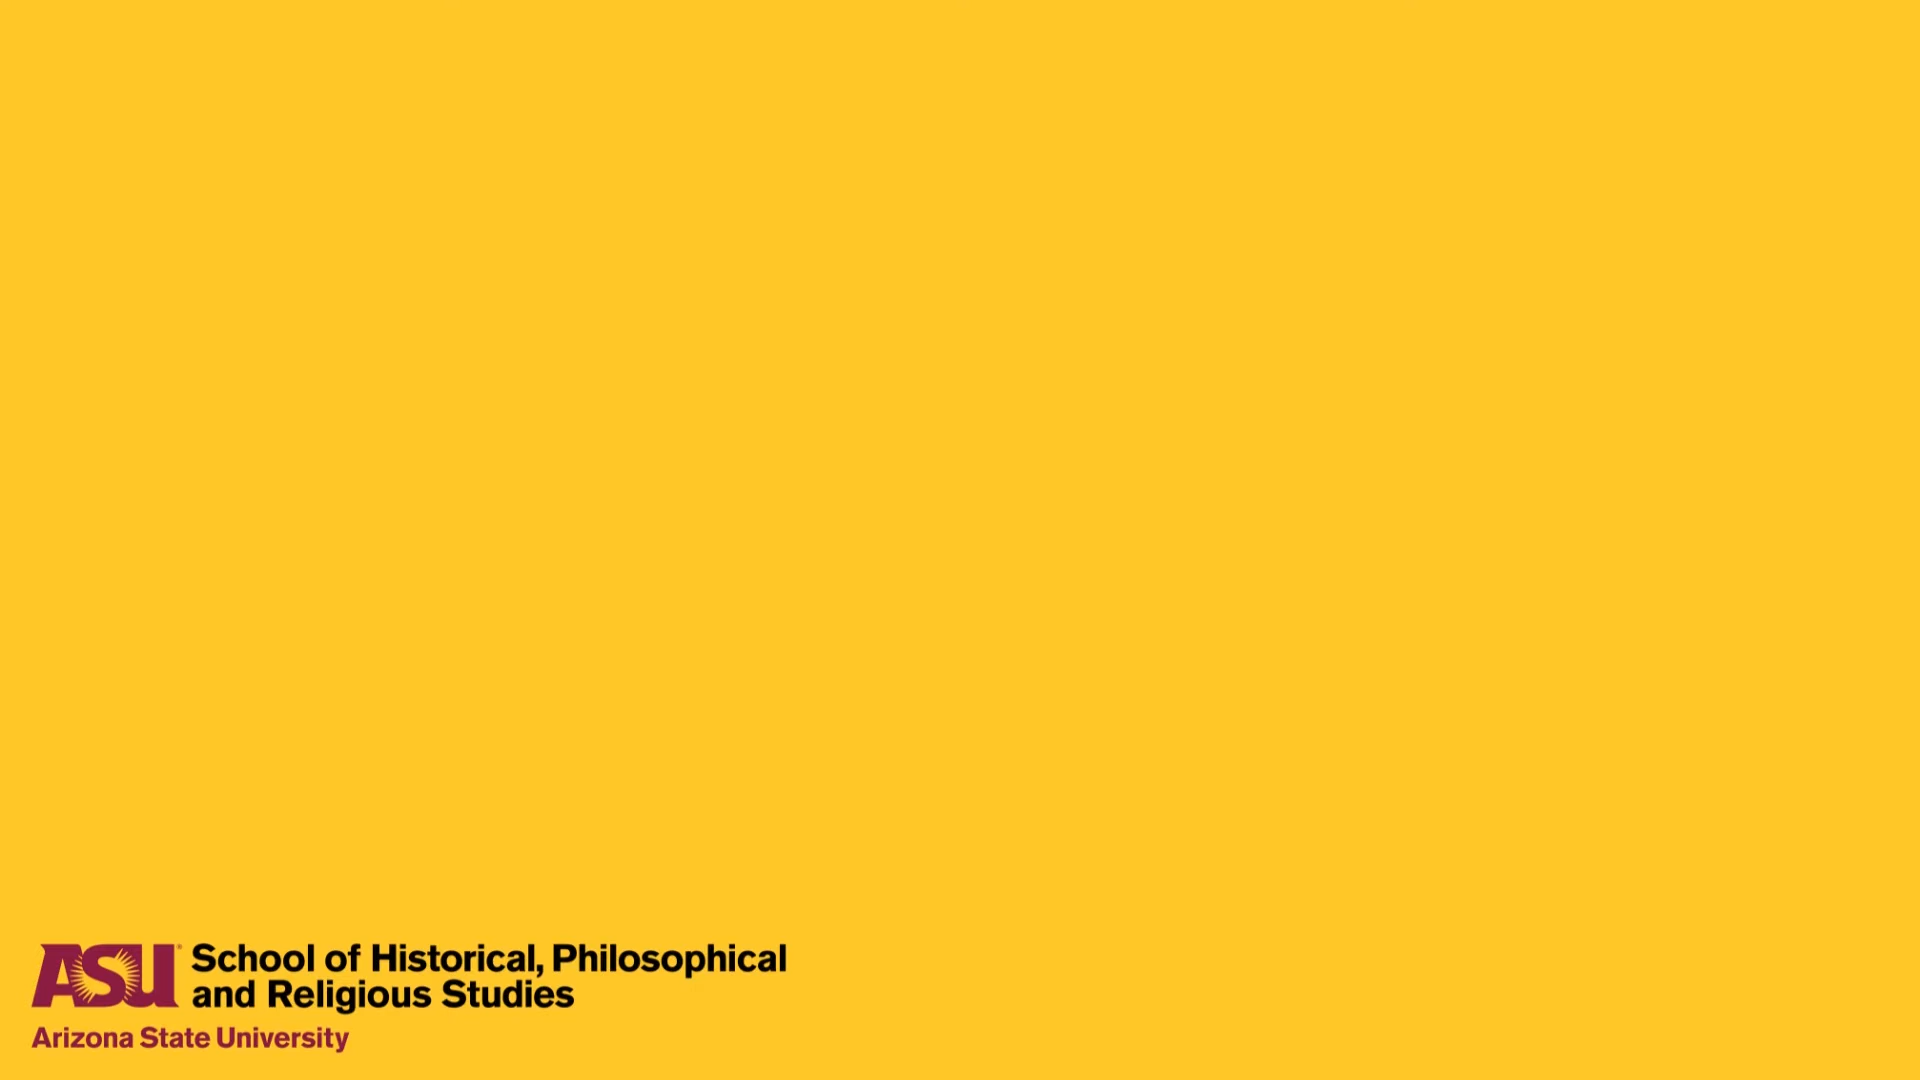 ASU School of Historical, Philosophical
and Religious Studies
Arizona State University